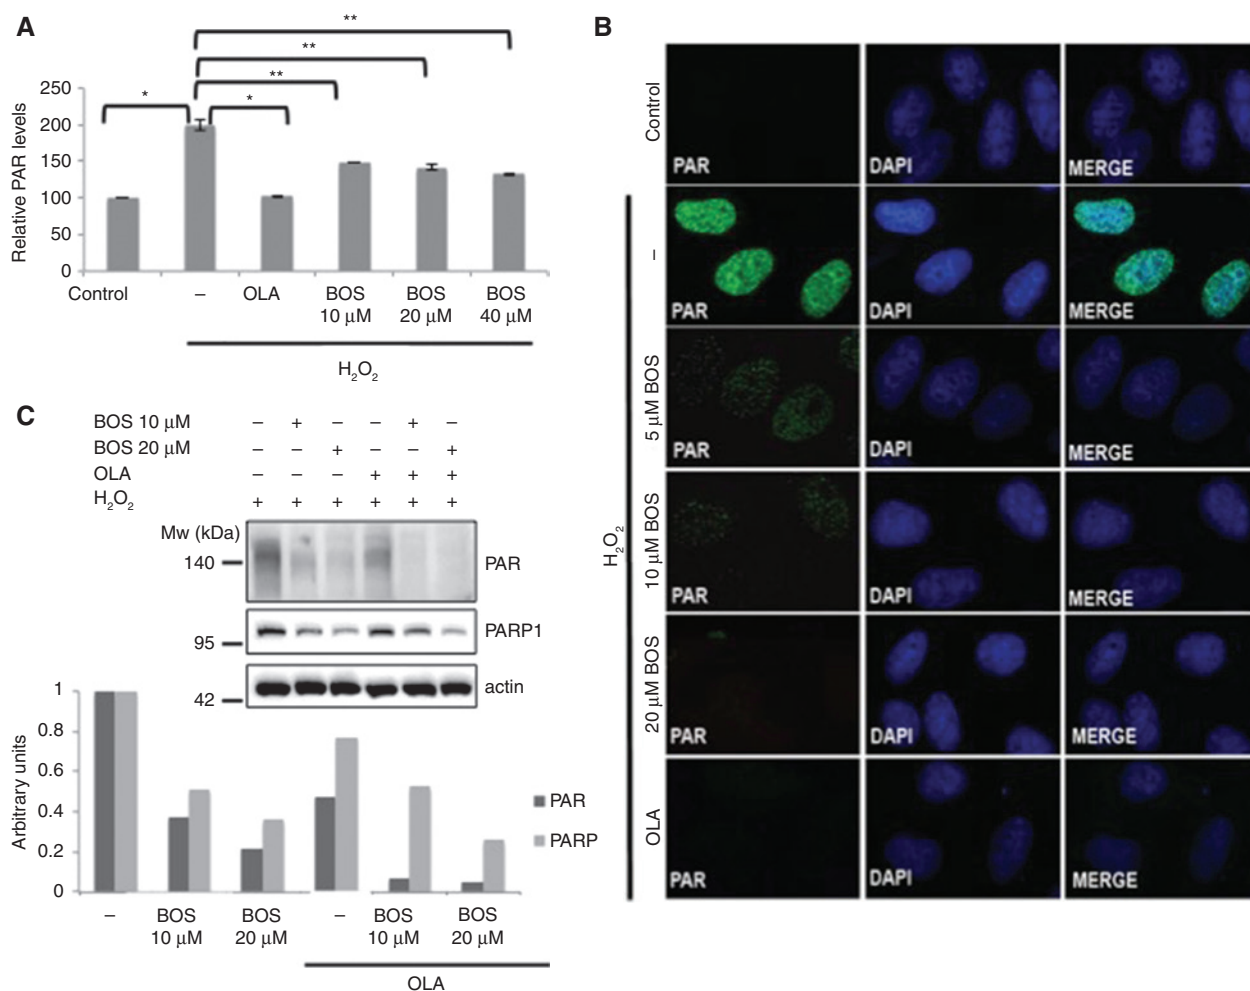 A
**
**
**
*
*
250
200
150
100
50
0
Relative PAR levels
Control – OLA BOS BOS BOS
10 µM 20 µM 40 µM
H₂O₂
B
Control
PAR DAPI MERGE
–
PAR DAPI MERGE
5 µM BOS
PAR DAPI MERGE
10 µM BOS
PAR DAPI MERGE
20 µM BOS
PAR DAPI MERGE
OLA
PAR DAPI MERGE
H₂O₂
C
BOS 10 µM – + – – + –
BOS 20 µM – – + – – +
OLA – – – + + +
H₂O₂ + + + + + +
Mw (kDa)
140 PAR
95 PARP1
42 actin
1
0.8
0.6
0.4
0.2
0
Arbitrary units
PAR
PARP
– BOS BOS – BOS BOS
10 µM 20 µM 10 µM 20 µM
OLA